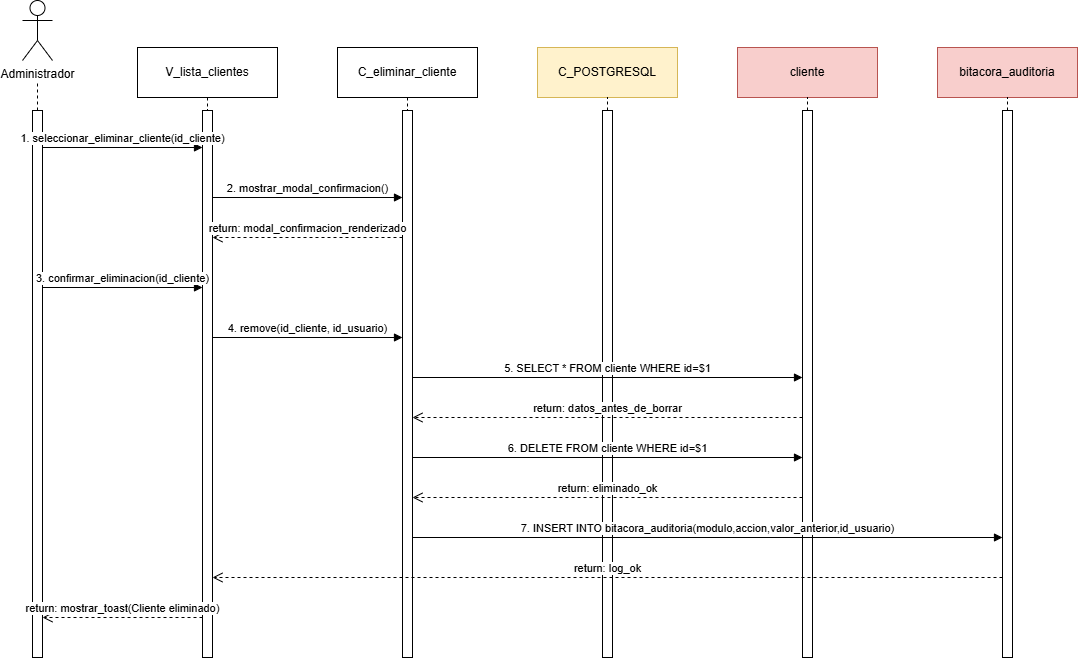 Administrador
V_lista_clientes
C_eliminar_cliente
C_POSTGRESQL
cliente
bitacora_auditoria
1. seleccionar_eliminar_cliente(id_cliente)
2. mostrar_modal_confirmacion()
return: modal_confirmacion_renderizado
3. confirmar_eliminacion(id_cliente)
4. remove(id_cliente, id_usuario)
5. SELECT * FROM cliente WHERE id=$1
return: datos_antes_de_borrar
6. DELETE FROM cliente WHERE id=$1
return: eliminado_ok
7. INSERT INTO bitacora_auditoria(modulo,accion,valor_anterior,id_usuario)
return: log_ok
return: mostrar_toast(Cliente eliminado)